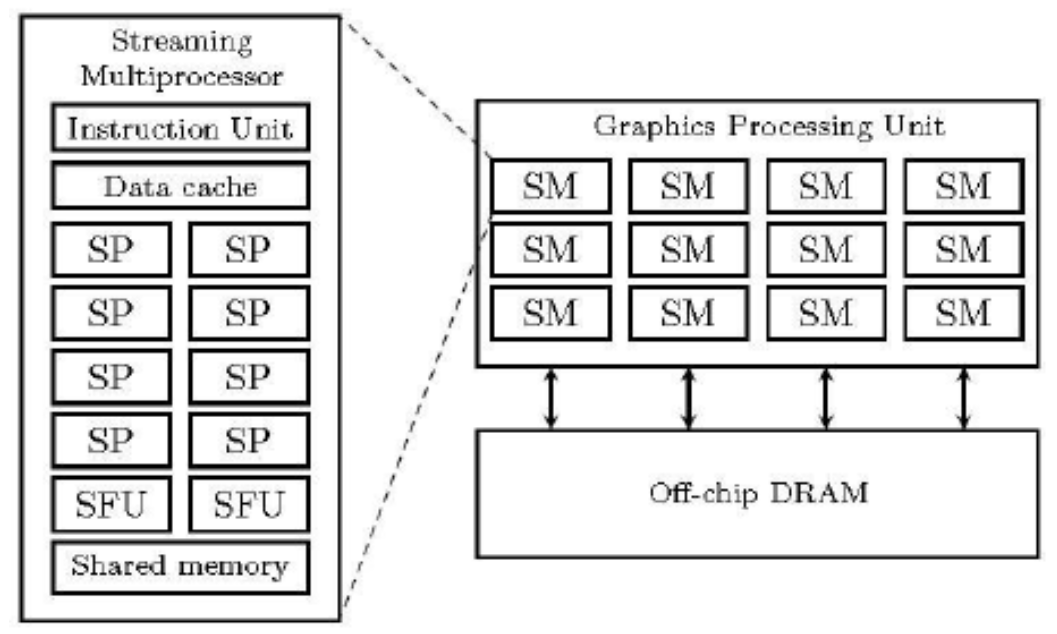 Streaming
Multiprocessor
Instruction Unit
Data cache
SP SP
SP SP
SP SP
SP SP
SFU SFU
Shared memory
Graphics Processing Unit
SM SM SM SM
SM SM SM SM
SM SM SM SM
Off-chip DRAM